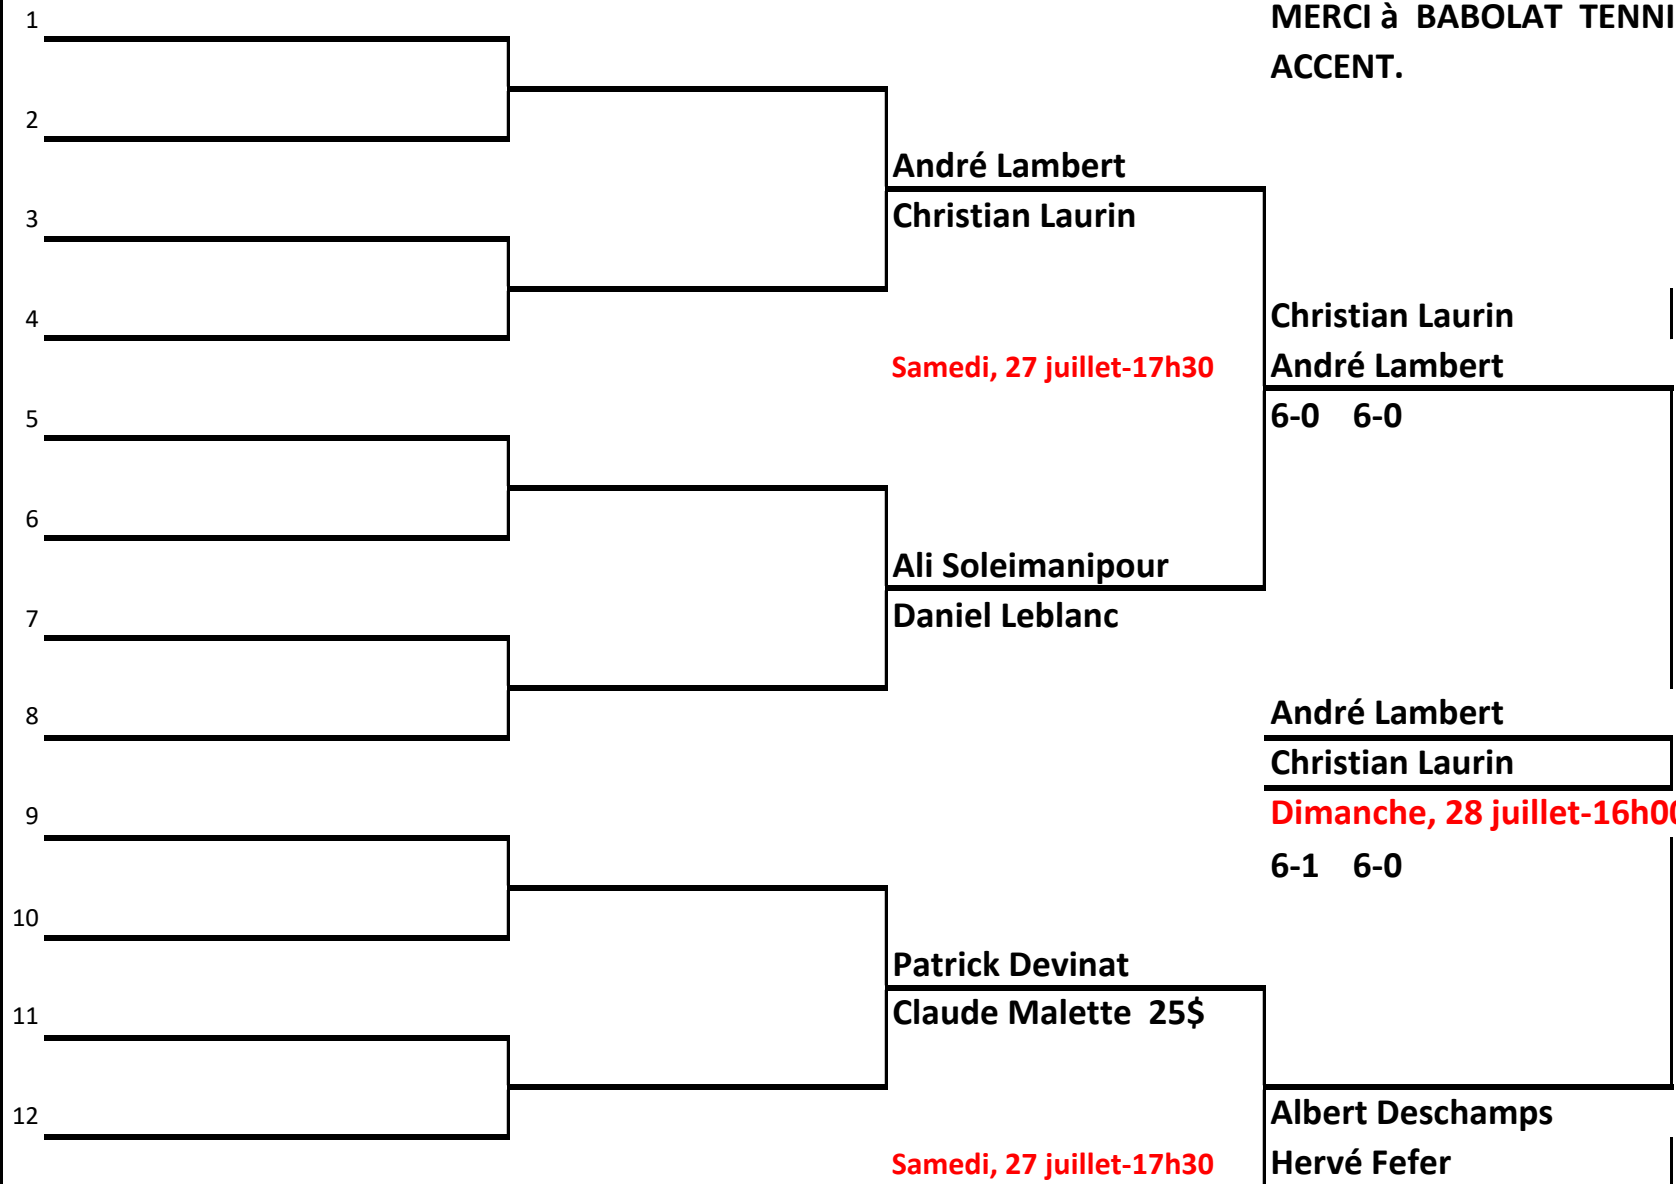 1
MERCI à BABOLAT TENNI
ACCENT.
2
André Lambert
3
Christian Laurin
4
Christian Laurin
Samedi, 27 juillet-17h30
André Lambert
5
6-0 6-0
6
Ali Soleimanipour
7
Daniel Leblanc
8
André Lambert
Christian Laurin
9
Dimanche, 28 juillet-16h00
6-1 6-0
10
Patrick Devinat
11
Claude Malette 25$
12
Albert Deschamps
Samedi, 27 juillet-17h30
Hervé Fefer